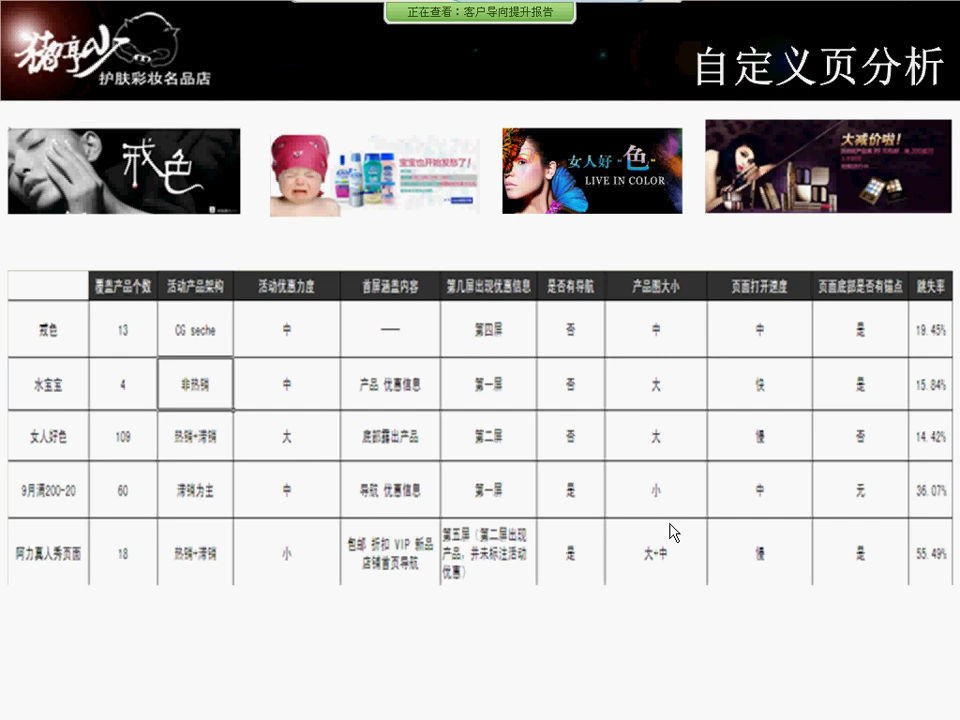 正在查看：客户导向提升报告
护肤彩妆名品店
自定义页分析
戒色
宝宝也开始发愁了！
女人好“色”
LIVE IN COLOR
大减价啦！
覆盖产品个数 活动产品架构 活动优惠力度 首屏涵盖内容 第几屏出现优惠信息 是否有导航 产品图大小 页面打开速度 页面底部是否有锚点 跳失率
戒色 13 CG seche 中 —— 第四屏 否 中 中 是 19.45%
水宝宝 4 非热销 中 产品 优惠信息 第一屏 否 大 快 是 15.84%
女人好色 109 热销+滞销 大 底部露出产品 第二屏 否 大 慢 否 14.42%
9月满200-20 60 滞销为主 中 导航 优惠信息 第一屏 是 小 中 无 36.07%
阿力真人秀页面 18 热销+滞销 小 包邮 折扣 VIP 新品 店铺首页导航 第五屏（第二屏出现产品，并未标注活动优惠） 是 大+中 慢 是 55.49%